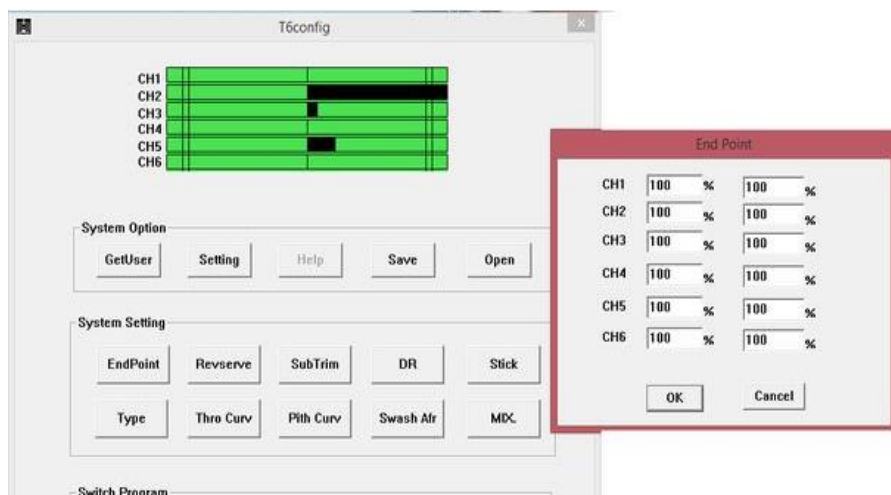 T6config
x
CH1
CH2
CH3
CH4
CH5
CH6
System Option
GetUser Setting Help Save Open
System Setting
EndPoint Revserve SubTrim DR Stick
Type Thro Curv Pith Curv Swash Afr MIX.
Switch Program
End Point
CH1 100 % 100 %
CH2 100 % 100 %
CH3 100 % 100 %
CH4 100 % 100 %
CH5 100 % 100 %
CH6 100 % 100 %
OK Cancel